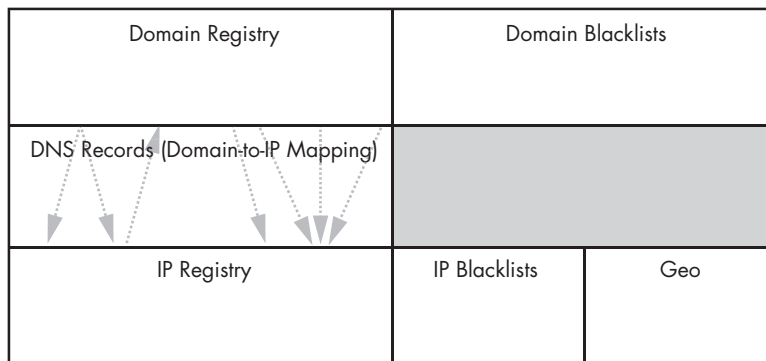 Domain Registry
Domain Blacklists
DNS Records (Domain-to-IP Mapping)
IP Registry
IP Blacklists
Geo